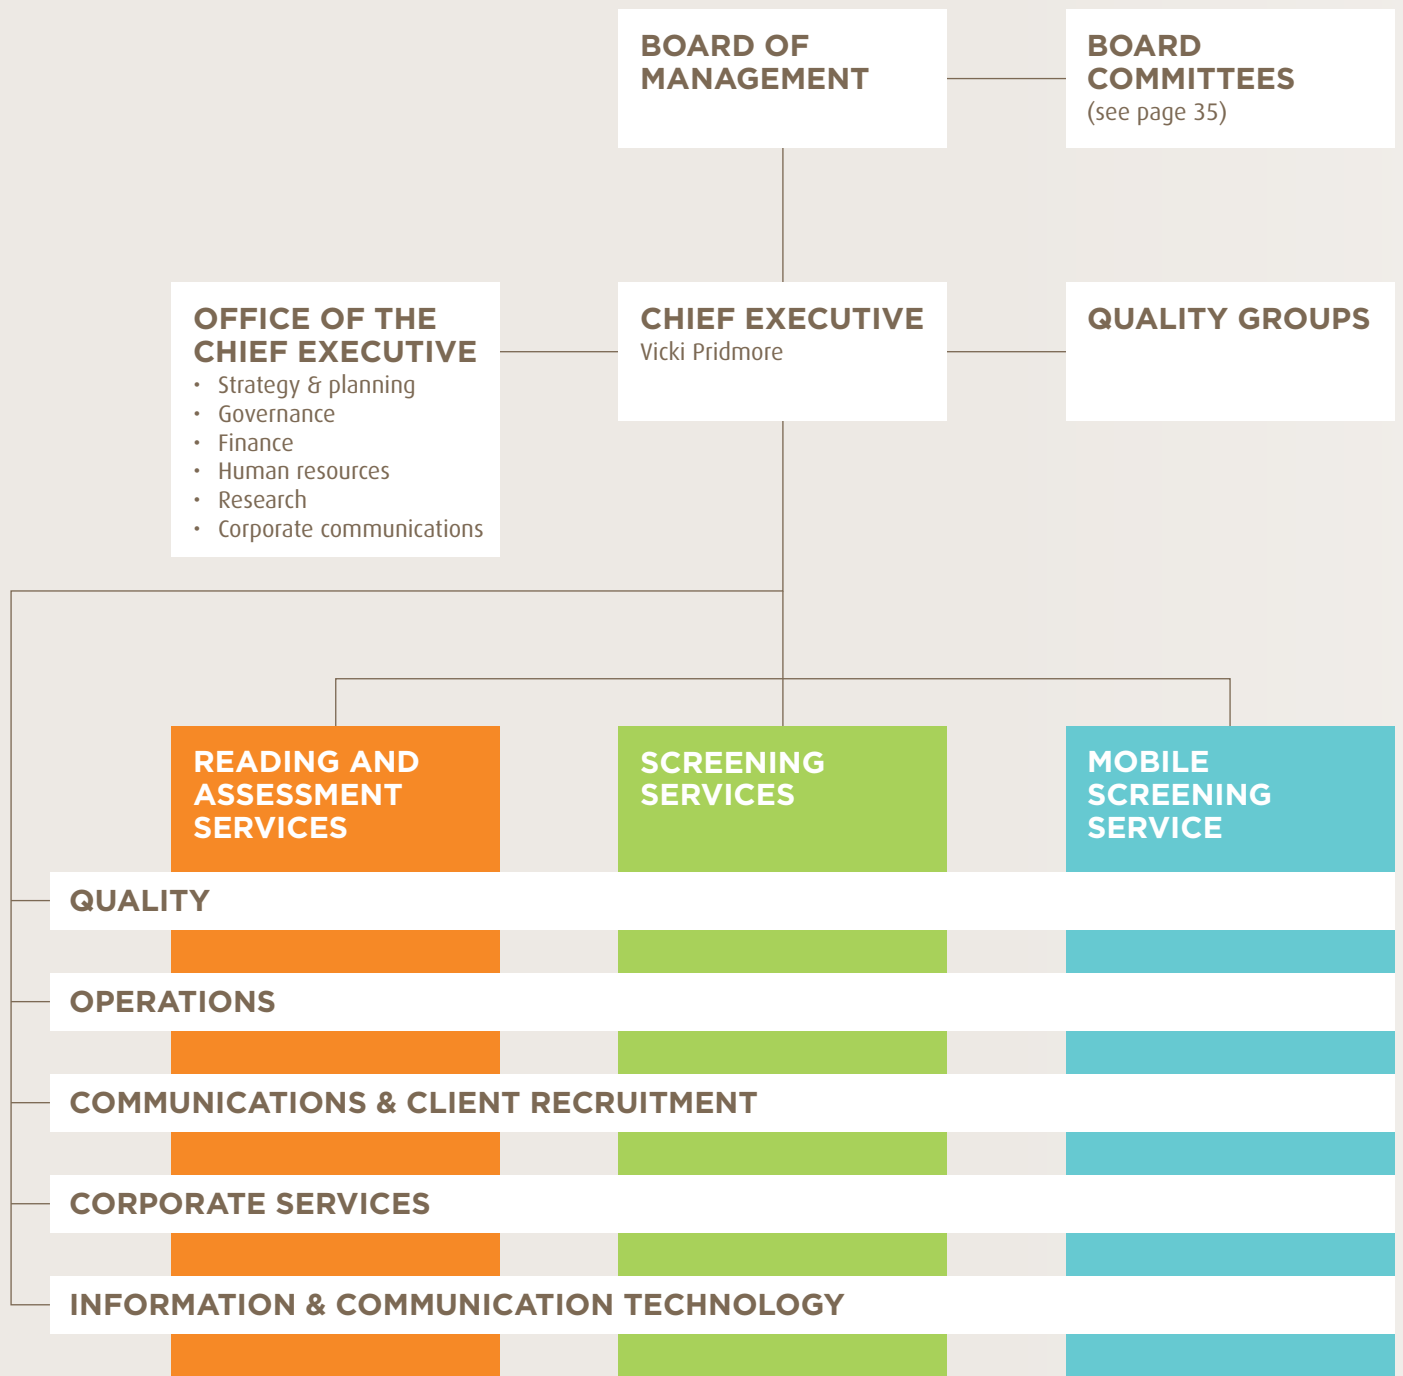 BOARD OF
MANAGEMENT
BOARD
COMMITTEES
(see page 35)
OFFICE OF THE
CHIEF EXECUTIVE
• Strategy & planning
• Governance
• Finance
• Human resources
• Research
• Corporate communications
CHIEF EXECUTIVE
Vicki Pridmore
QUALITY GROUPS
READING AND
ASSESSMENT
SERVICES
SCREENING
SERVICES
MOBILE
SCREENING
SERVICE
QUALITY
OPERATIONS
COMMUNICATIONS & CLIENT RECRUITMENT
CORPORATE SERVICES
INFORMATION & COMMUNICATION TECHNOLOGY